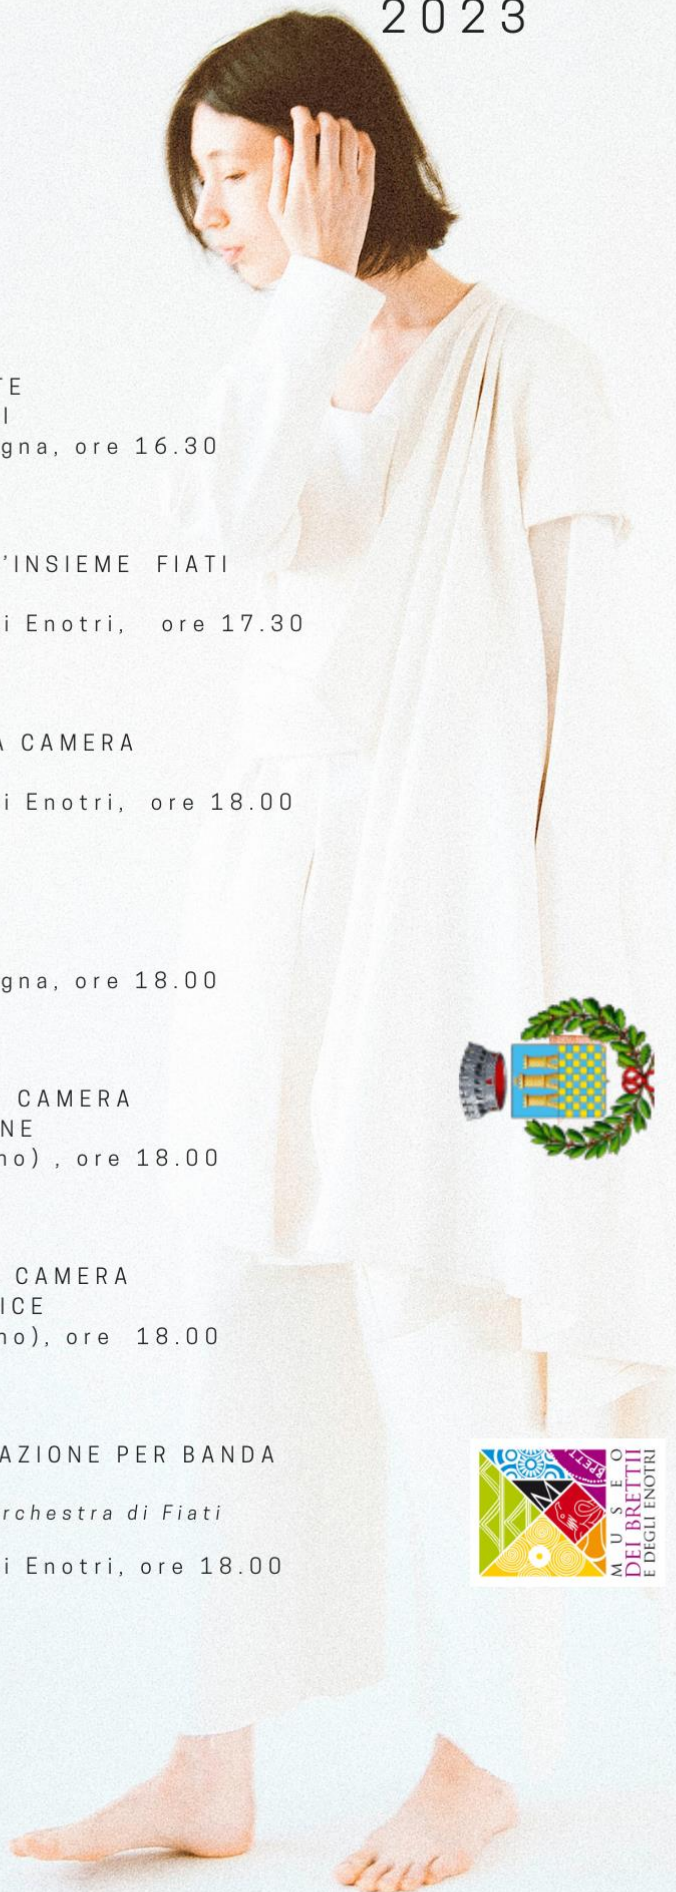 2023
TE
I
gna, ore 16.30
'INSIEME FIATI
i Enotri, ore 17.30
A CAMERA
i Enotri, ore 18.00
gna, ore 18.00
CAMERA
NE
no) , ore 18.00
CAMERA
ICE
no), ore 18.00
AZIONE PER BANDA
rchestra di Fiati
i Enotri, ore 18.00
MUSEO
DEI BRETTII
E DEGLI ENOTRI